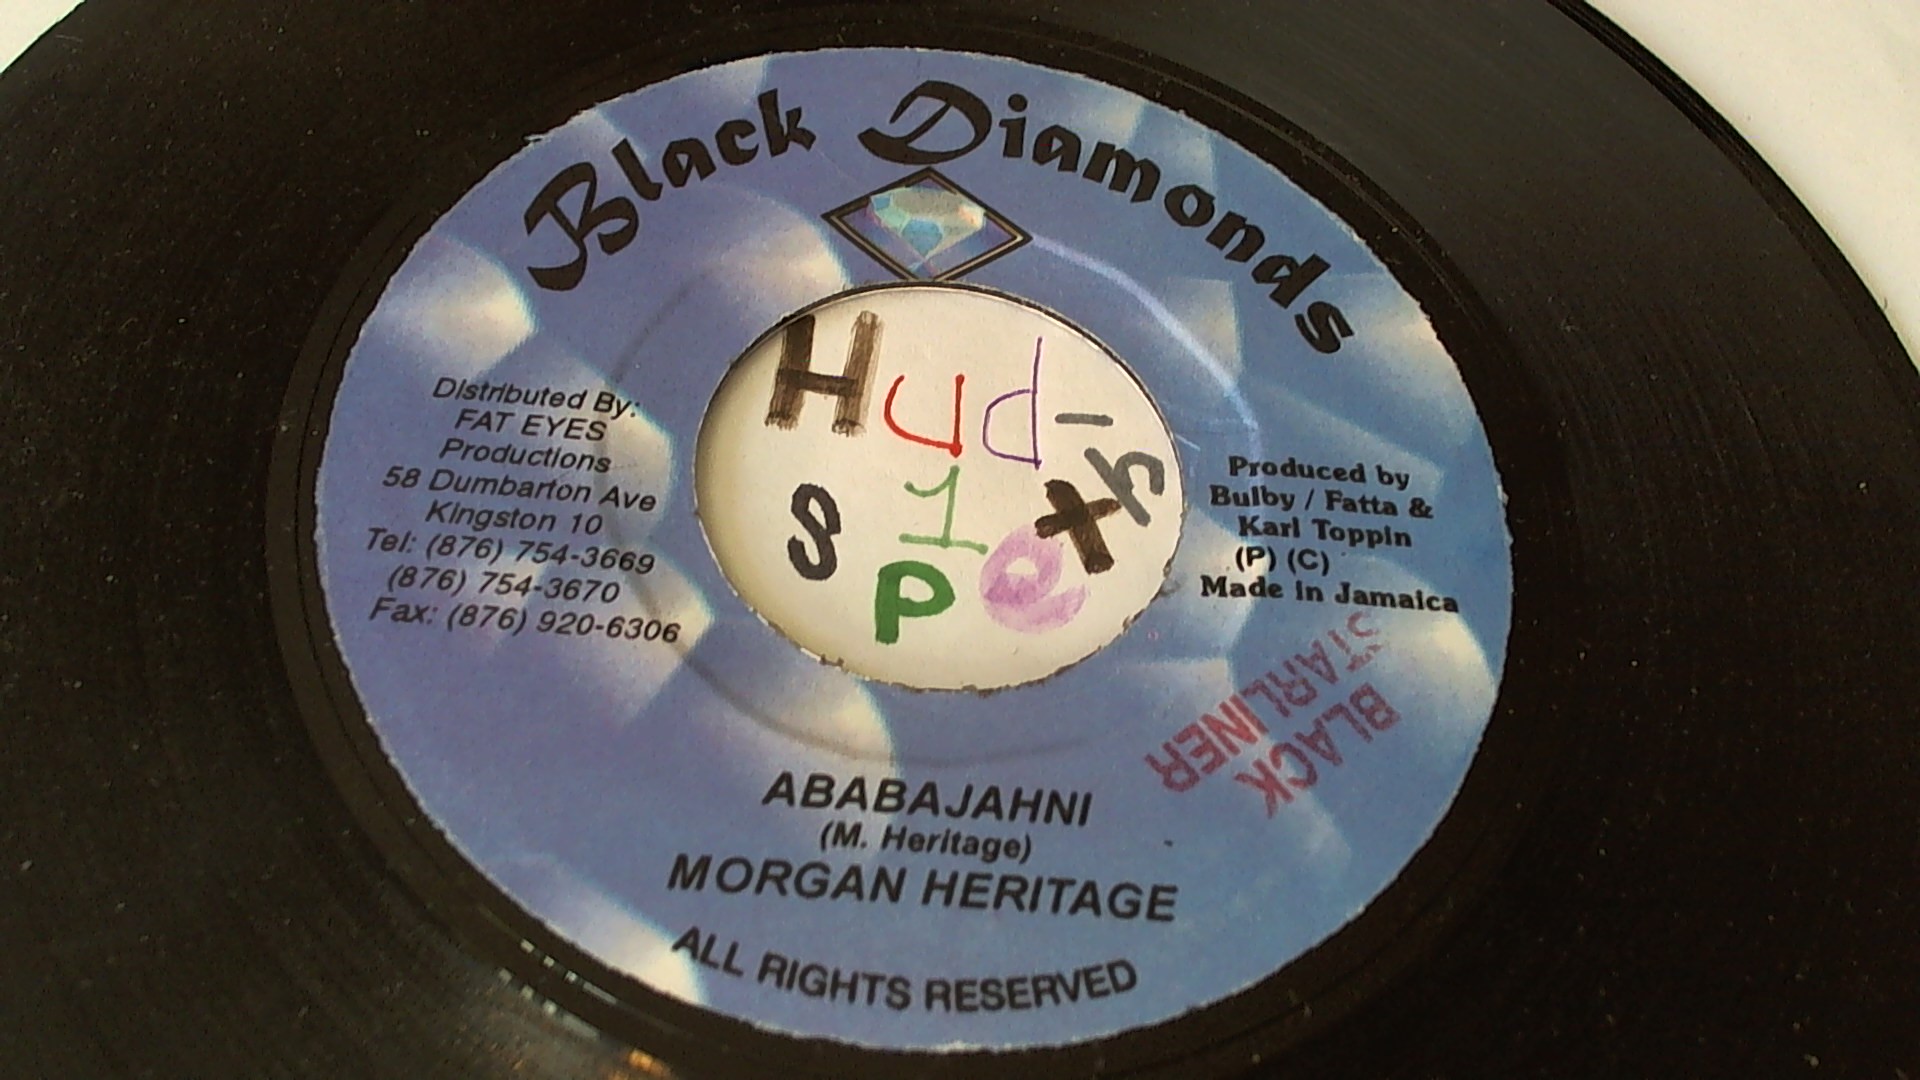 Black Diamonds
Distributed By:
FAT EYES
Productions
58 Dumbarton Ave
Kingston 10
Tel: (876) 754-3669
(876) 754-3670
Fax: (876) 920-6306
Hud-y
S 1 Pex
Produced by
Bulby / Fatta &
Karl Toppin
(P) (C)
Made in Jamaica
BLACK
STARLINER
ABABAJAHNI
(M. Heritage)
MORGAN HERITAGE
ALL RIGHTS RESERVED